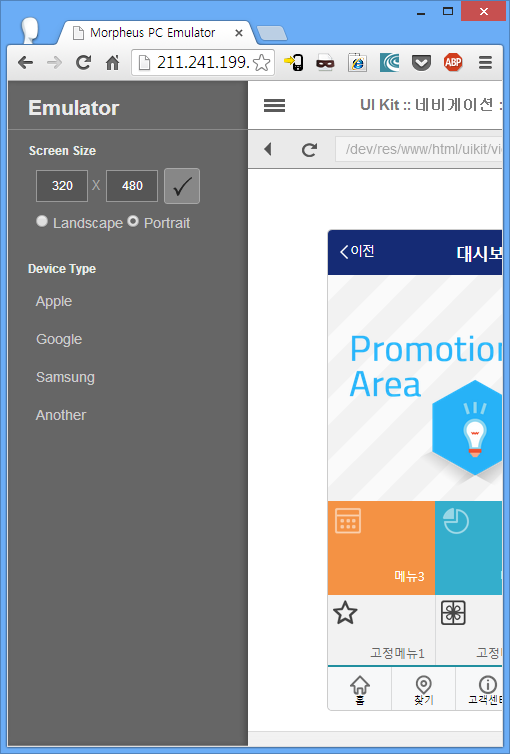 Morpheus PC Emulator
211.241.199.
ABP
Emulator
UI Kit :: 네비게이션 :
Screen Size
320 X 480
Landscape Portrait
/dev/res/www/html/uikit/vi
Device Type
Apple
Google
Samsung
Another
이전
대시보
Promotion
Area
메뉴3
고정메뉴1
고정메
홈
찾기
고객센터